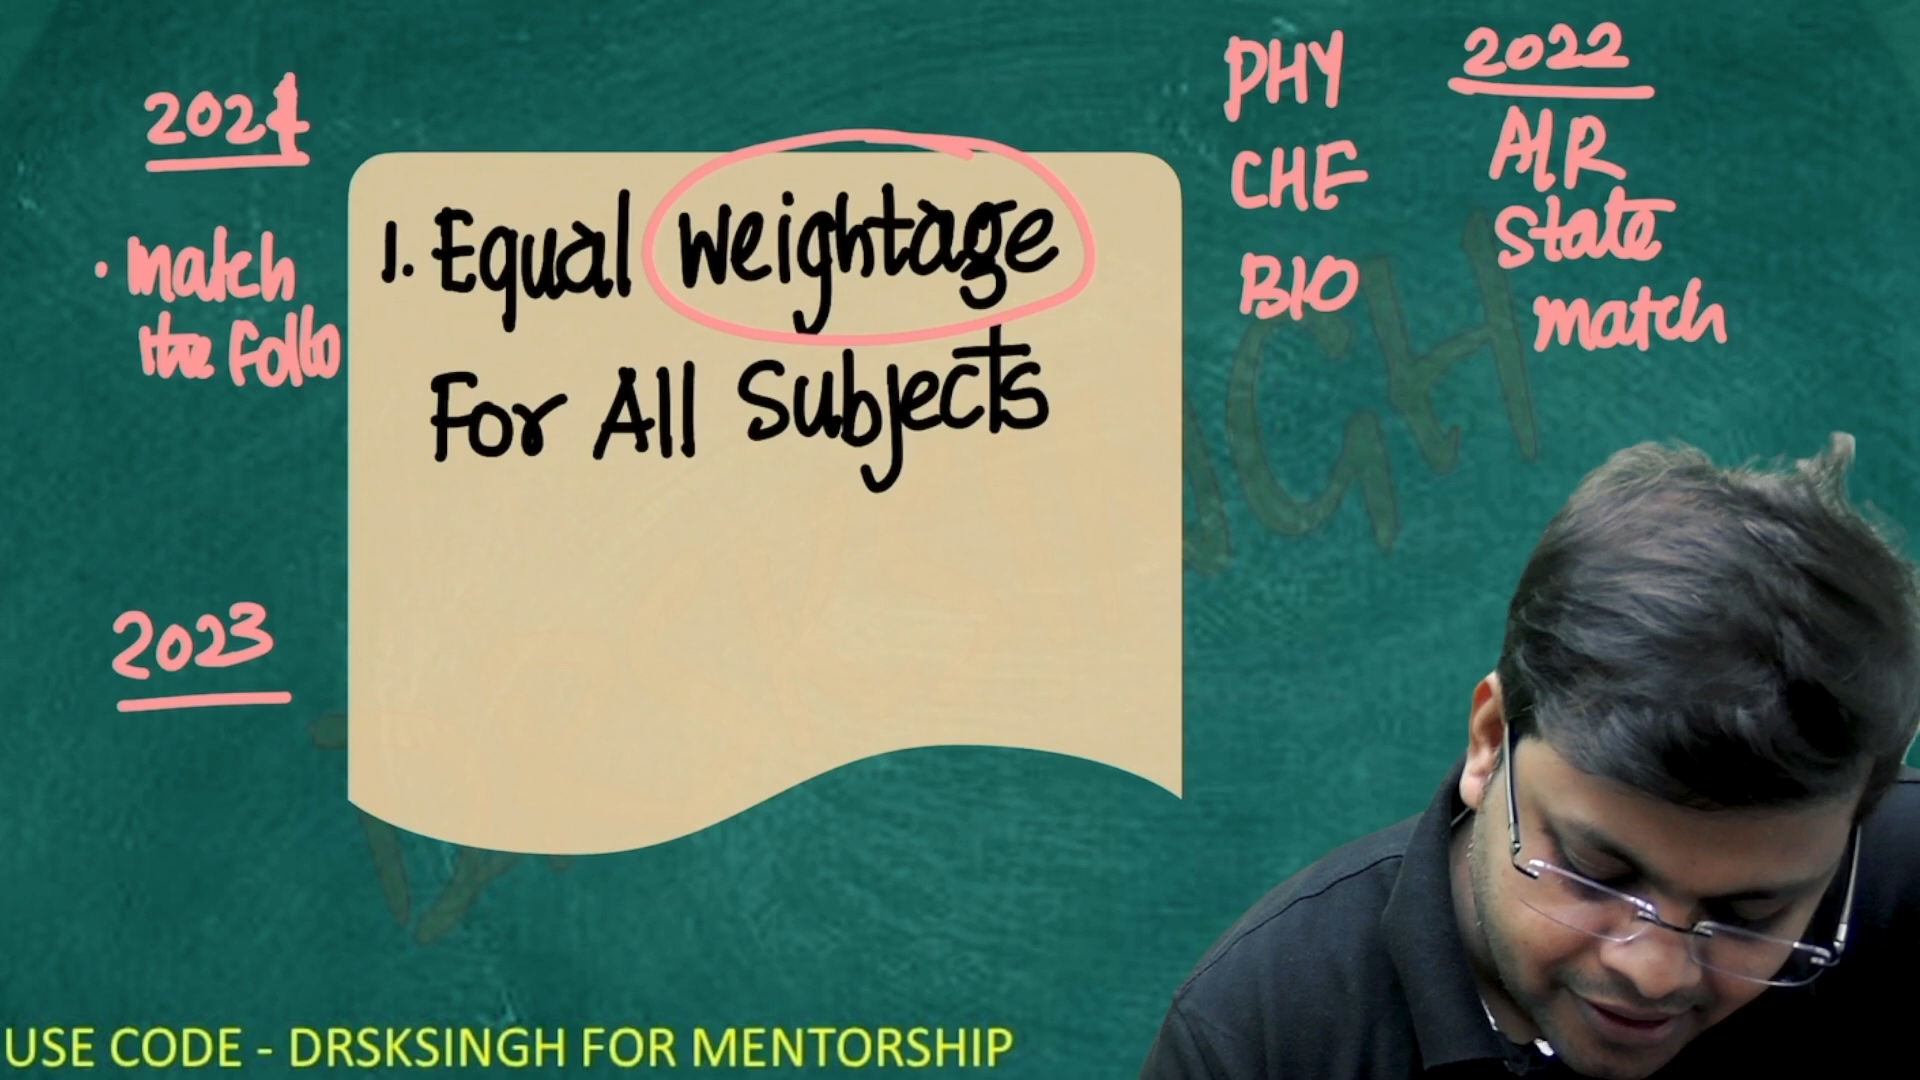 2024
• Match
the Follo
2023
1. Equal Weightage
For All Subjects
PHY
CHE
BIO
2022
AIR
State
match
USE CODE - DRSKSINGH FOR MENTORSHIP